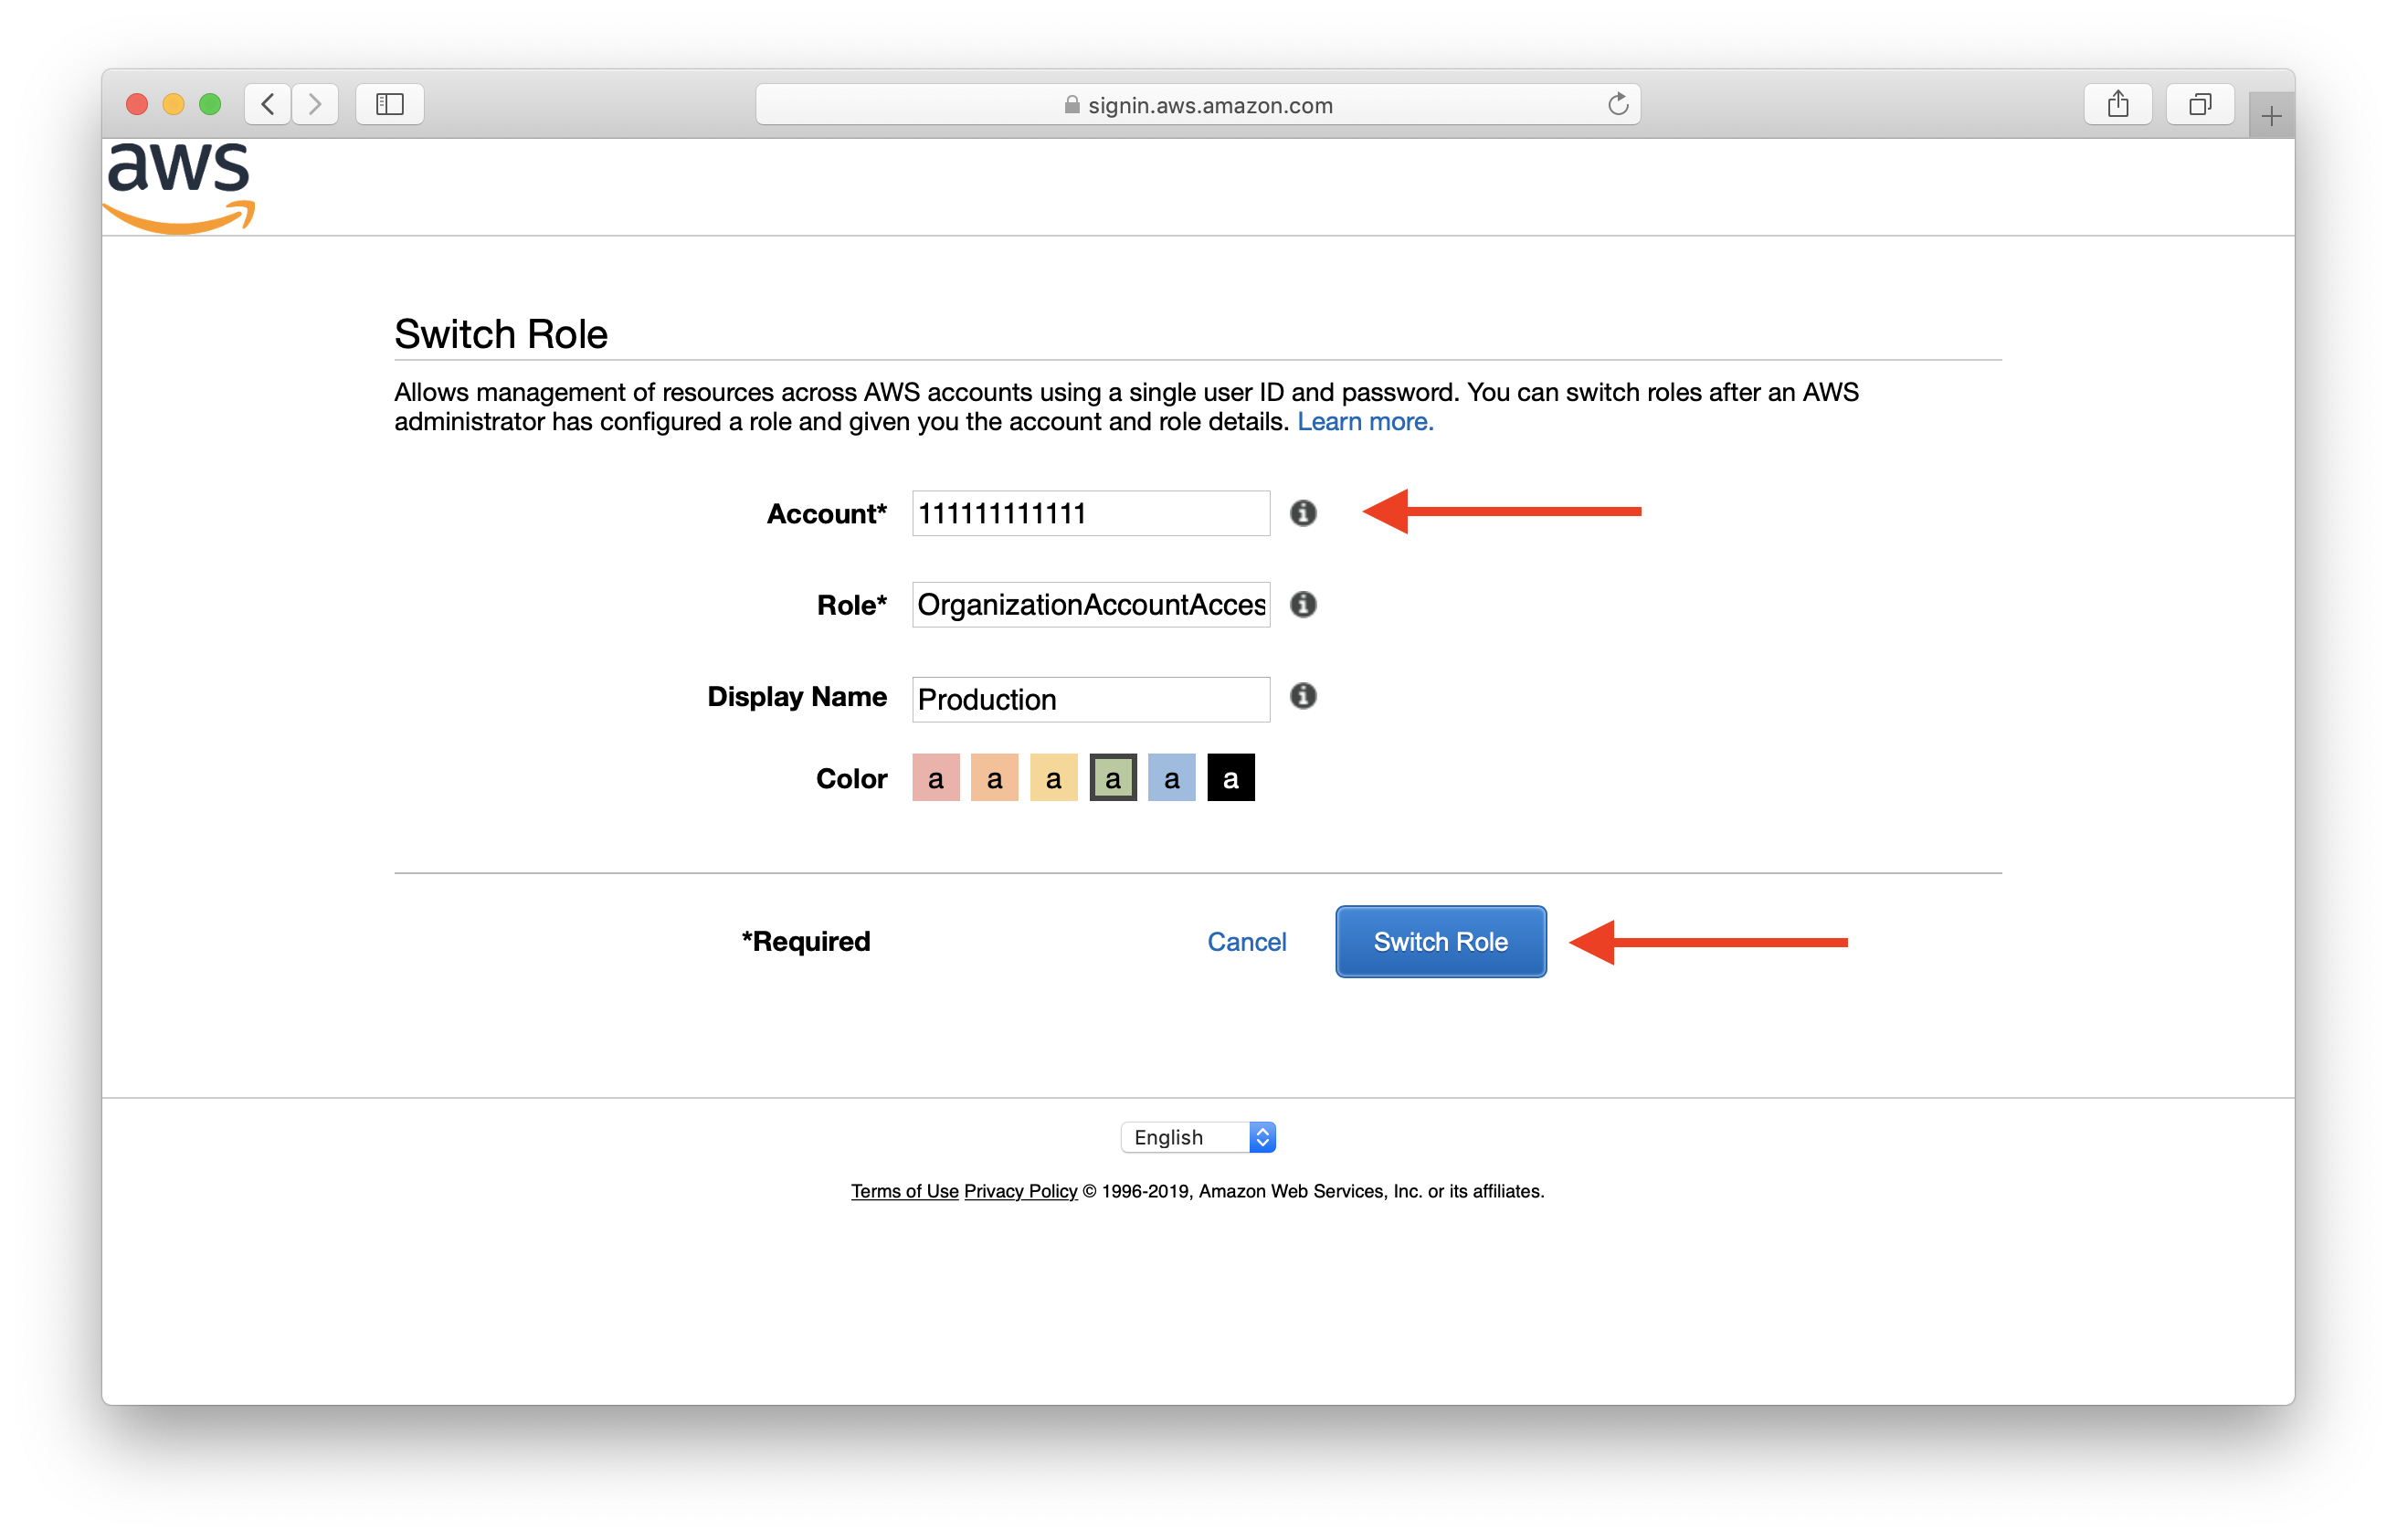 signin.aws.amazon.com
aws
Switch Role
Allows management of resources across AWS accounts using a single user ID and password. You can switch roles after an AWS
administrator has configured a role and given you the account and role details. Learn more.
Account* 111111111111
Role* OrganizationAccountAcces
Display Name Production
Color a a a a a a
*Required Cancel Switch Role
English
Terms of Use Privacy Policy © 1996-2019, Amazon Web Services, Inc. or its affiliates.